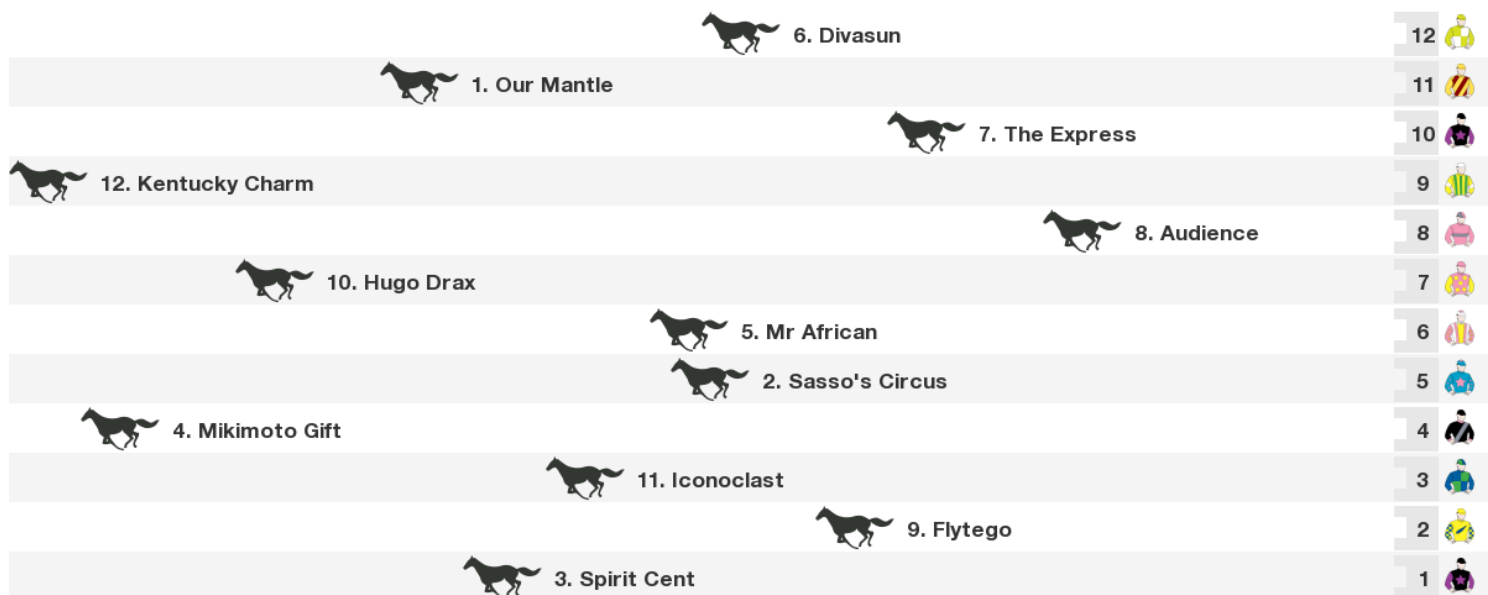 6. Divasun 12
1. Our Mantle 11
7. The Express 10
12. Kentucky Charm 9
8. Audience 8
10. Hugo Drax 7
5. Mr African 6
2. Sasso's Circus 5
4. Mikimoto Gift 4
11. Iconoclast 3
9. Flytego 2
3. Spirit Cent 1